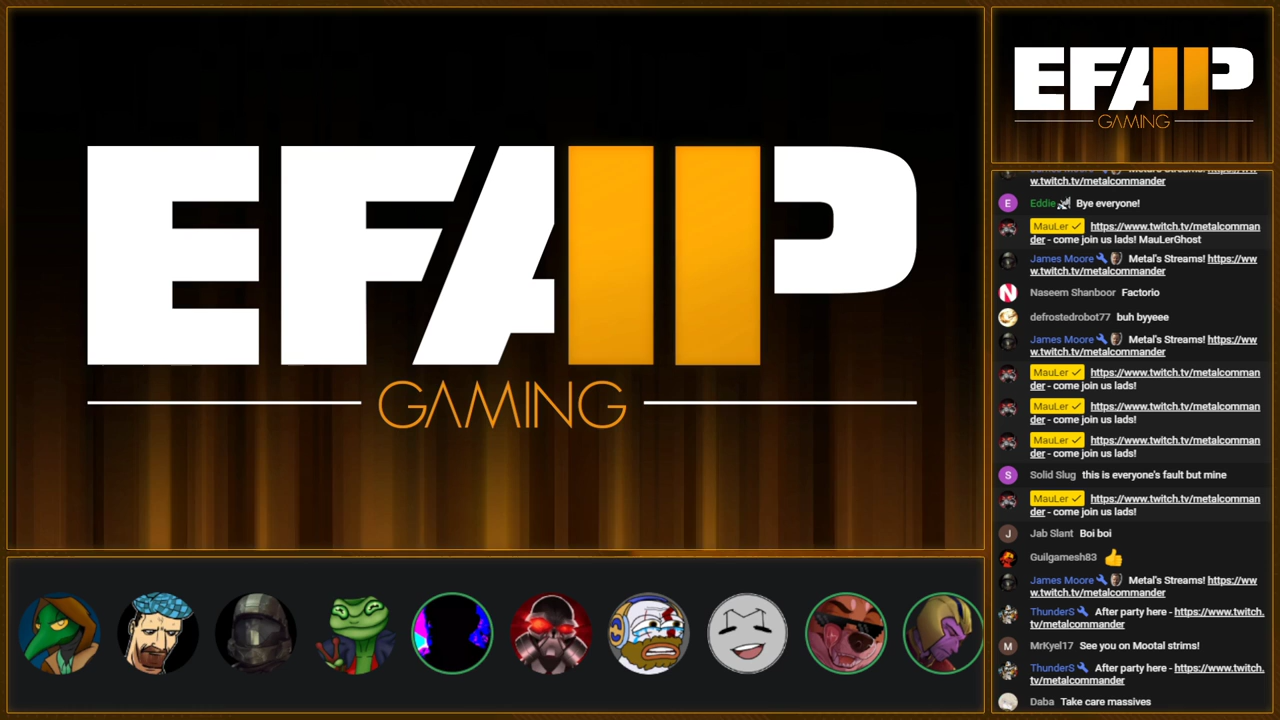 EFAP
GAMING
EFAP
GAMING
w.twitch.tv/metalcommander
E
Eddie Bye everyone!
MauLer ✓ https://www.twitch.tv/metalcomman
der - come join us lads! MauLerGhost
James Moore Metal's Streams! https://ww
w.twitch.tv/metalcommander
Naseem Shanboor Factorio
defrostedrobot77 buh byyeee
James Moore Metal's Streams! https://ww
w.twitch.tv/metalcommander
MauLer ✓ https://www.twitch.tv/metalcomman
der - come join us lads!
MauLer ✓ https://www.twitch.tv/metalcomman
der - come join us lads!
MauLer ✓ https://www.twitch.tv/metalcomman
der - come join us lads!
S
Solid Slug this is everyone's fault but mine
MauLer ✓ https://www.twitch.tv/metalcomman
der - come join us lads!
J
Jab Slant Boi boi
Guilgamesh83 👍
James Moore Metal's Streams! https://ww
w.twitch.tv/metalcommander
ThunderS After party here - https://www.twitch.
tv/metalcommander
M
MrKyel17 See you on Mootal strims!
ThunderS After party here - https://www.twitch.
tv/metalcommander
Daba Take care massives